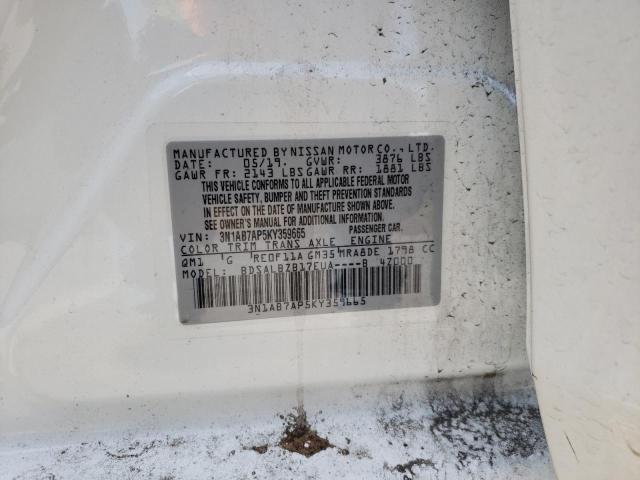 MANUFACTURED BY NISSAN MOTOR CO., LTD.
DATE: 05/19. GVWR: 3876 LBS
GAWR FR: 2143 LBS GAWR RR: 1881 LBS
THIS VEHICLE CONFORMS TO ALL APPLICABLE FEDERAL MOTOR
VEHICLE SAFETY, BUMPER, AND THEFT PREVENTION STANDARDS
IN EFFECT ON THE DATE OF MANUFACTURE SHOWN ABOVE.
SEE OWNER'S MANUAL FOR ADDITIONAL INFORMATION.
VIN: 3N1AB7AP5KY359665 PASSENGER CAR.
COLOR TRIM TRANS AXLE ENGINE
QM1 G RE0F11A GM35 MRA8DE 1798 CC
MODEL: BDSALBZB17EUA----B 47000
3N1AB7AP5KY359665